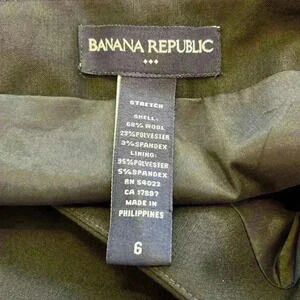 BANANA REPUBLIC
STRETCH
SHELL:
68% WOOL
29%POLYESTER
3%SPANDEX
LINING:
95%POLYESTER
5%SPANDEX
RN 54023
CA 17897
MADE IN
PHILIPPINES
6